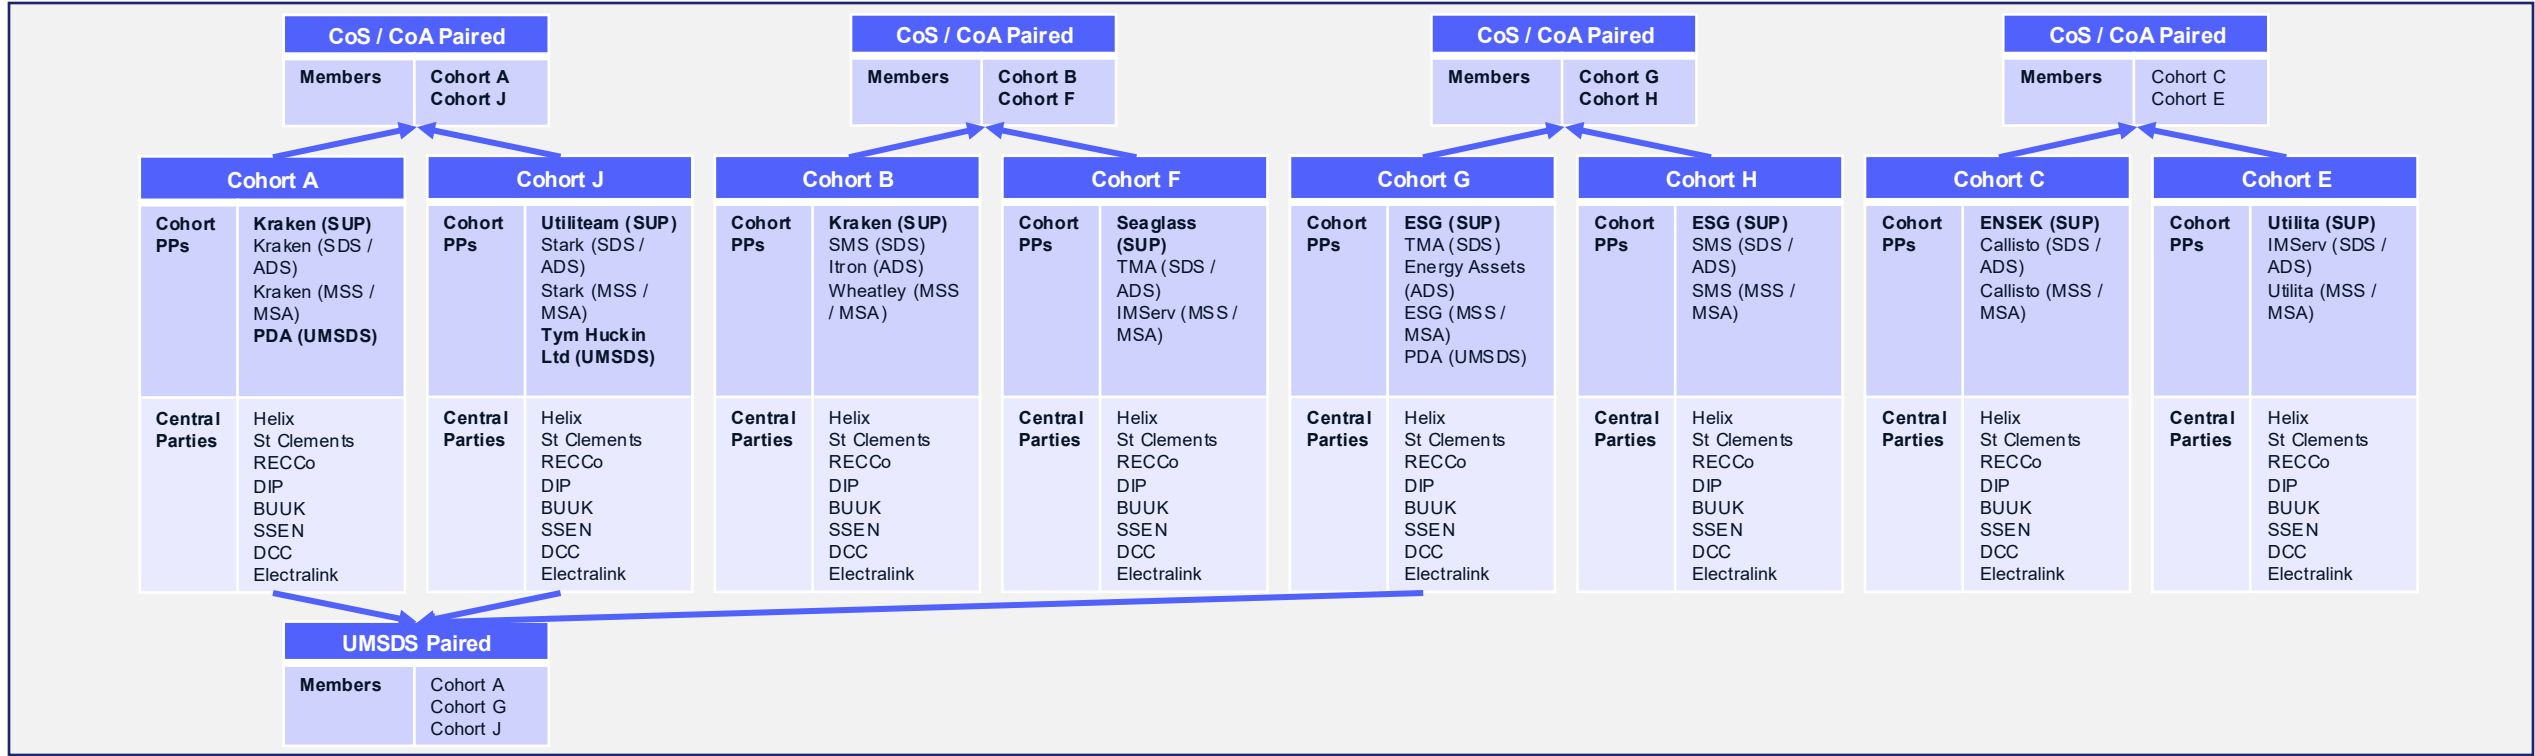 CoS / CoA Paired
Members
Cohort A
Cohort J
CoS / CoA Paired
Members
Cohort B
Cohort F
CoS / CoA Paired
Members
Cohort G
Cohort H
CoS / CoA Paired
Members
Cohort C
Cohort E
Cohort A
Cohort
PPs
Kraken (SUP)
Kraken (SDS /
ADS)
Kraken (MSS /
MSA)
PDA (UMSDS)
Central
Parties
Helix
St Clements
RECCo
DIP
BUUK
SSEN
DCC
Electralink
Cohort J
Cohort
PPs
Utiliteam (SUP)
Stark (SDS /
ADS)
Stark (MSS /
MSA)
Tym Huckin
Ltd (UMSDS)
Central
Parties
Helix
St Clements
RECCo
DIP
BUUK
SSEN
DCC
Electralink
Cohort B
Cohort
PPs
Kraken (SUP)
SMS (SDS)
Itron (ADS)
Wheatley (MSS
/ MSA)
Central
Parties
Helix
St Clements
RECCo
DIP
BUUK
SSEN
DCC
Electralink
Cohort F
Cohort
PPs
Seaglass
(SUP)
TMA (SDS /
ADS)
IMServ (MSS /
MSA)
Central
Parties
Helix
St Clements
RECCo
DIP
BUUK
SSEN
DCC
Electralink
Cohort G
Cohort
PPs
ESG (SUP)
TMA (SDS)
Energy Assets
(ADS)
ESG (MSS /
MSA)
PDA (UMSDS)
Central
Parties
Helix
St Clements
RECCo
DIP
BUUK
SSEN
DCC
Electralink
Cohort H
Cohort
PPs
ESG (SUP)
SMS (SDS /
ADS)
SMS (MSS /
MSA)
Central
Parties
Helix
St Clements
RECCo
DIP
BUUK
SSEN
DCC
Electralink
Cohort C
Cohort
PPs
ENSEK (SUP)
Callisto (SDS /
ADS)
Callisto (MSS /
MSA)
Central
Parties
Helix
St Clements
RECCo
DIP
BUUK
SSEN
DCC
Electralink
Cohort E
Cohort
PPs
Utilita (SUP)
IMServ (SDS /
ADS)
Utilita (MSS /
MSA)
Central
Parties
Helix
St Clements
RECCo
DIP
BUUK
SSEN
DCC
Electralink
UMSDS Paired
Members
Cohort A
Cohort G
Cohort J